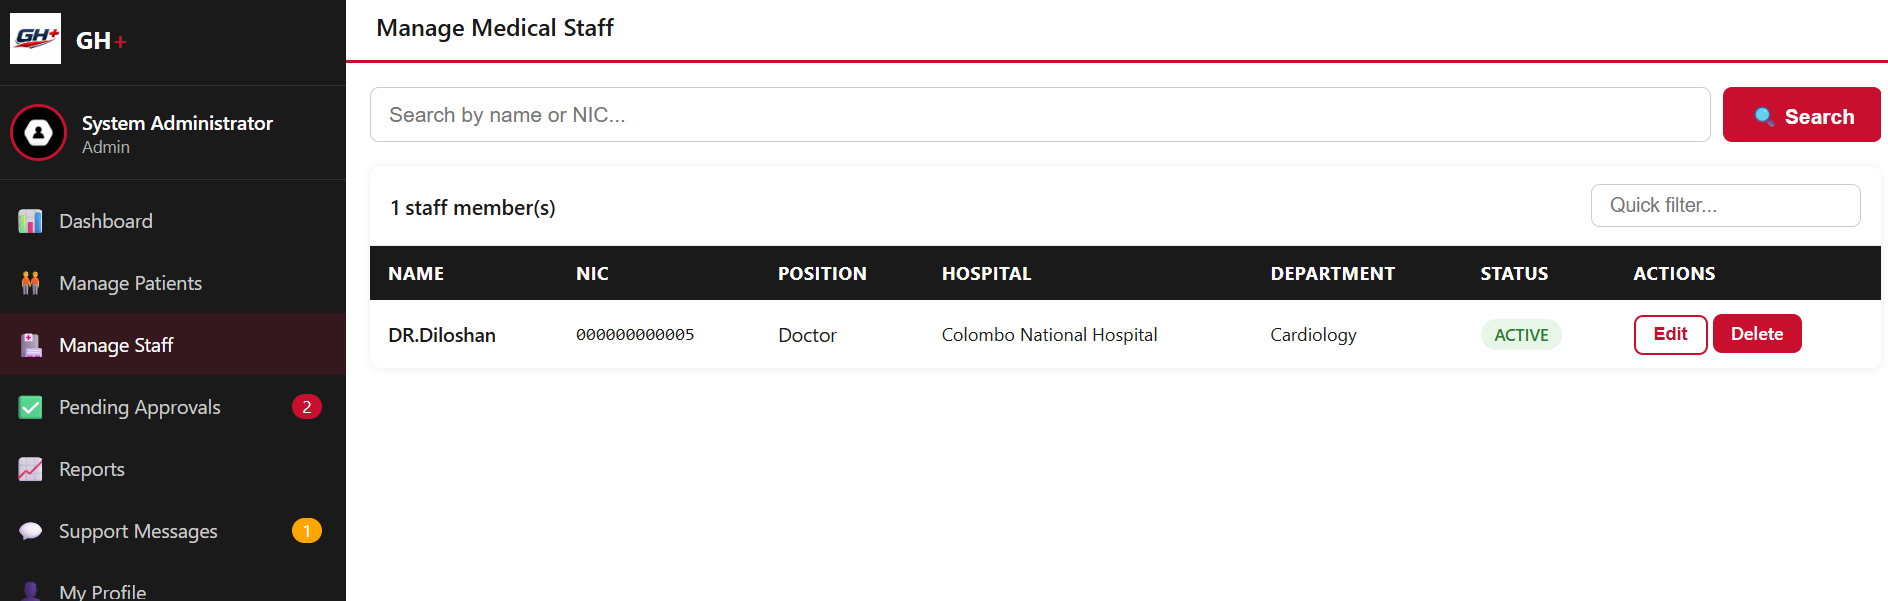 GH+
GH+
System Administrator
Admin
Dashboard
Manage Patients
Manage Staff
Pending Approvals 2
Reports
Support Messages 1
My Profile
Manage Medical Staff
Search by name or NIC...
Search
1 staff member(s)
Quick filter...
NAME NIC POSITION HOSPITAL DEPARTMENT STATUS ACTIONS
DR.Diloshan 000000000005 Doctor Colombo National Hospital Cardiology ACTIVE Edit Delete